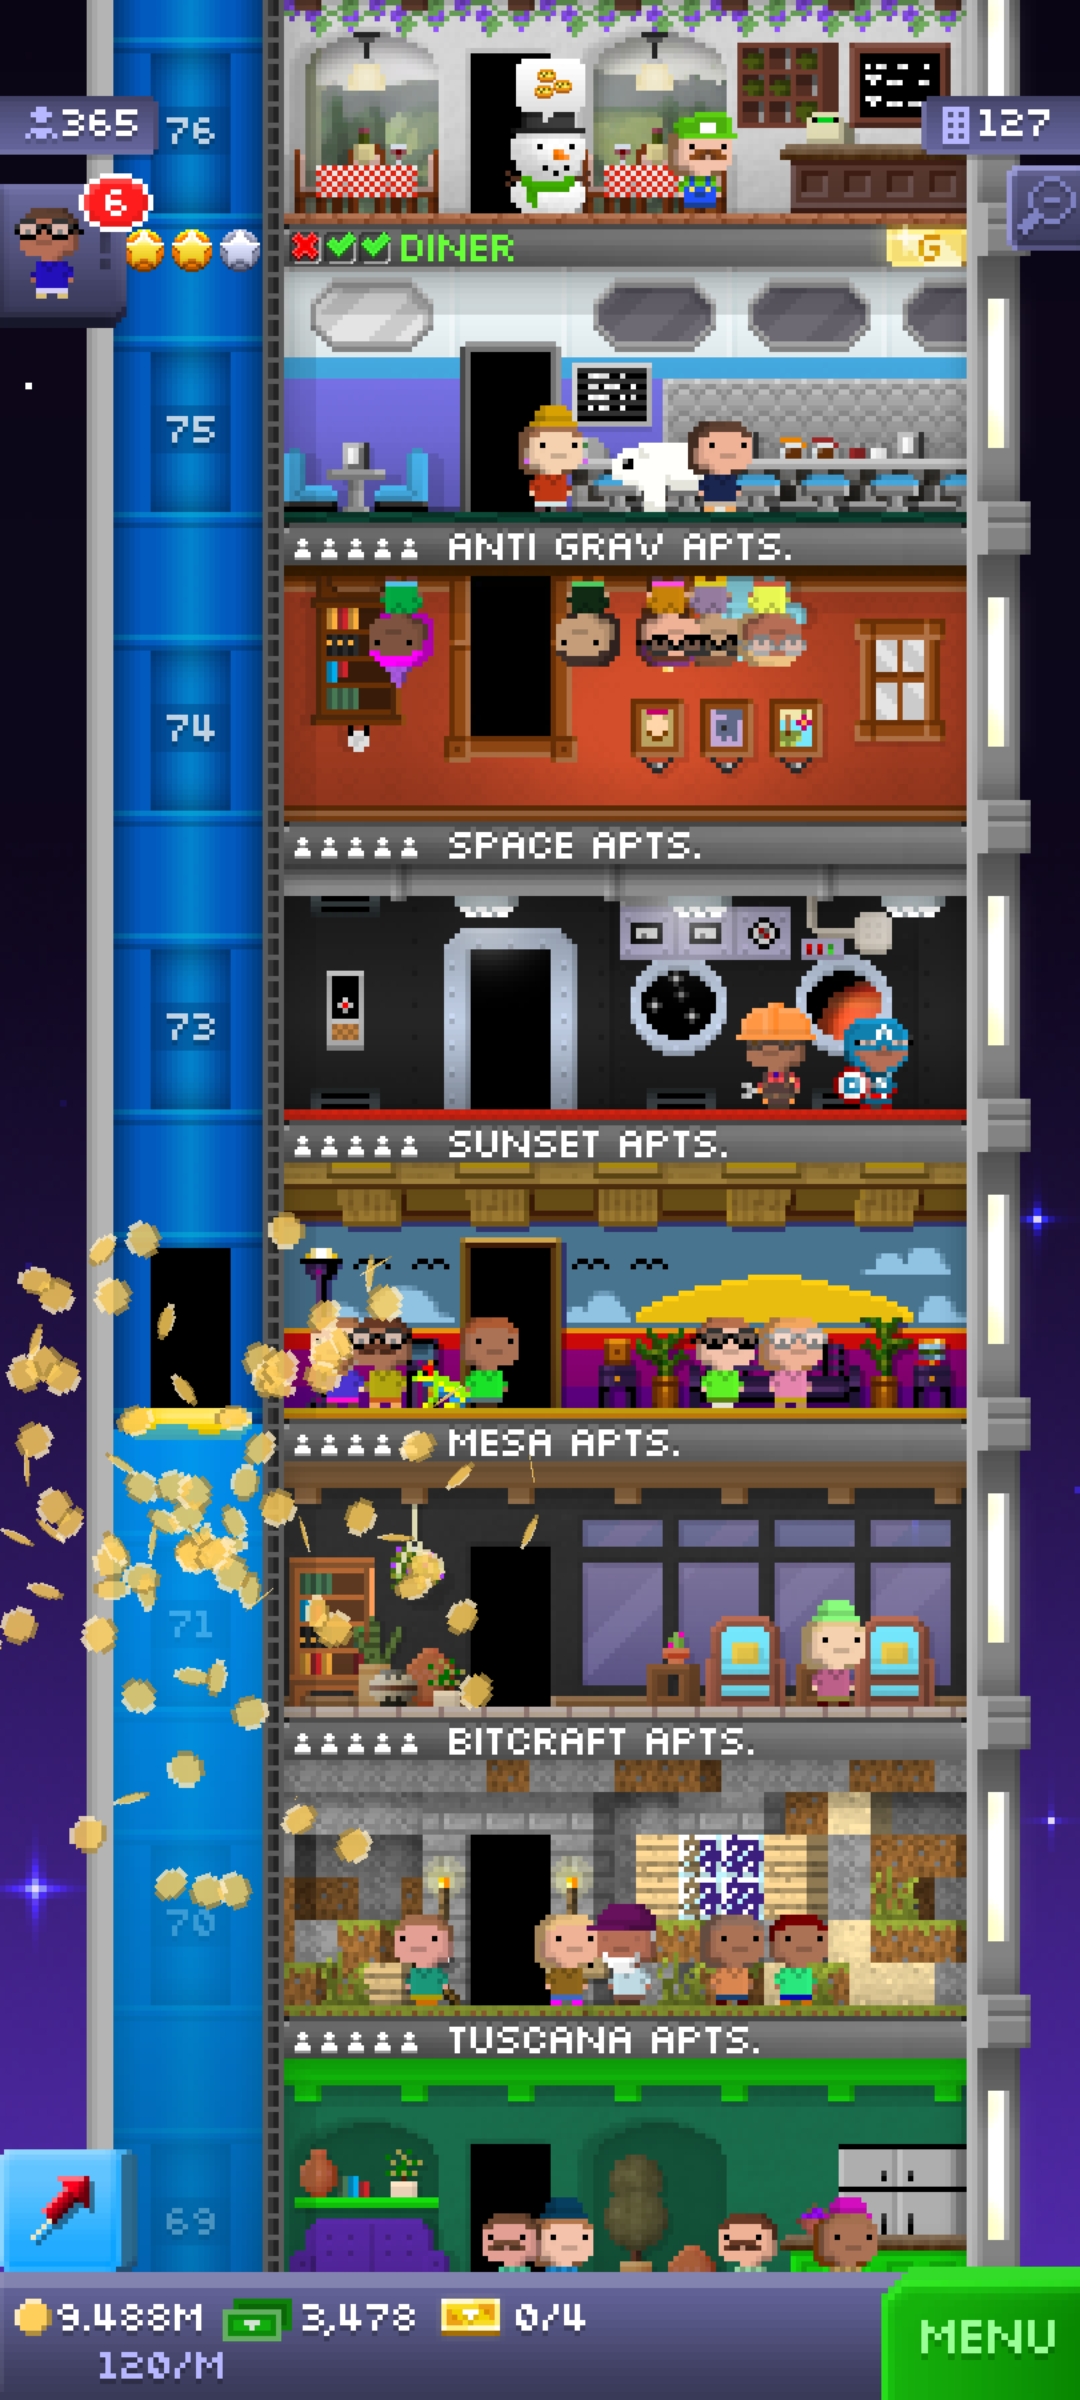 365
76
127
6
DINER
G
75
ANTI GRAV APTS.
74
SPACE APTS.
73
SUNSET APTS.
MESA APTS.
71
BITCRAFT APTS.
70
TUSCANA APTS.
69
9.488M 3,478 0/4
120/M
MENU